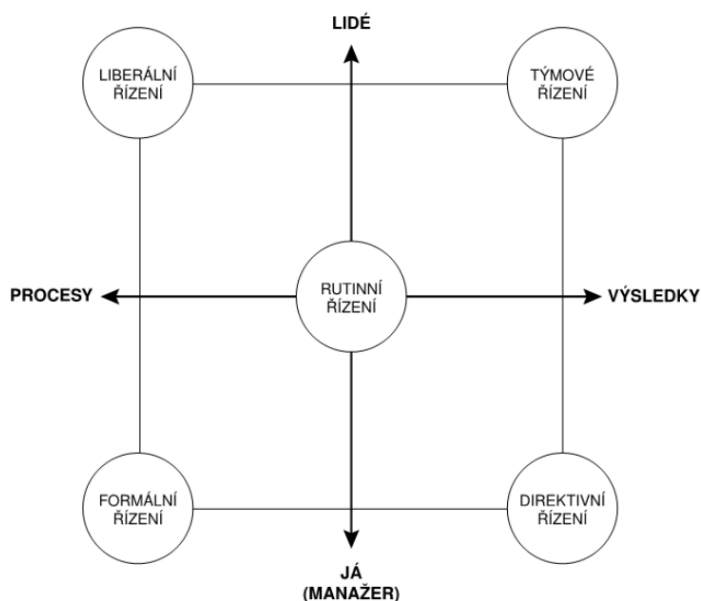 LIDÉ
LIBERÁLNÍ
ŘÍZENÍ
TÝMOVÉ
ŘÍZENÍ
PROCESY
RUTINNÍ
ŘÍZENÍ
VÝSLEDKY
FORMÁLNÍ
ŘÍZENÍ
DIREKTIVNÍ
ŘÍZENÍ
JÁ
(MANAŽER)